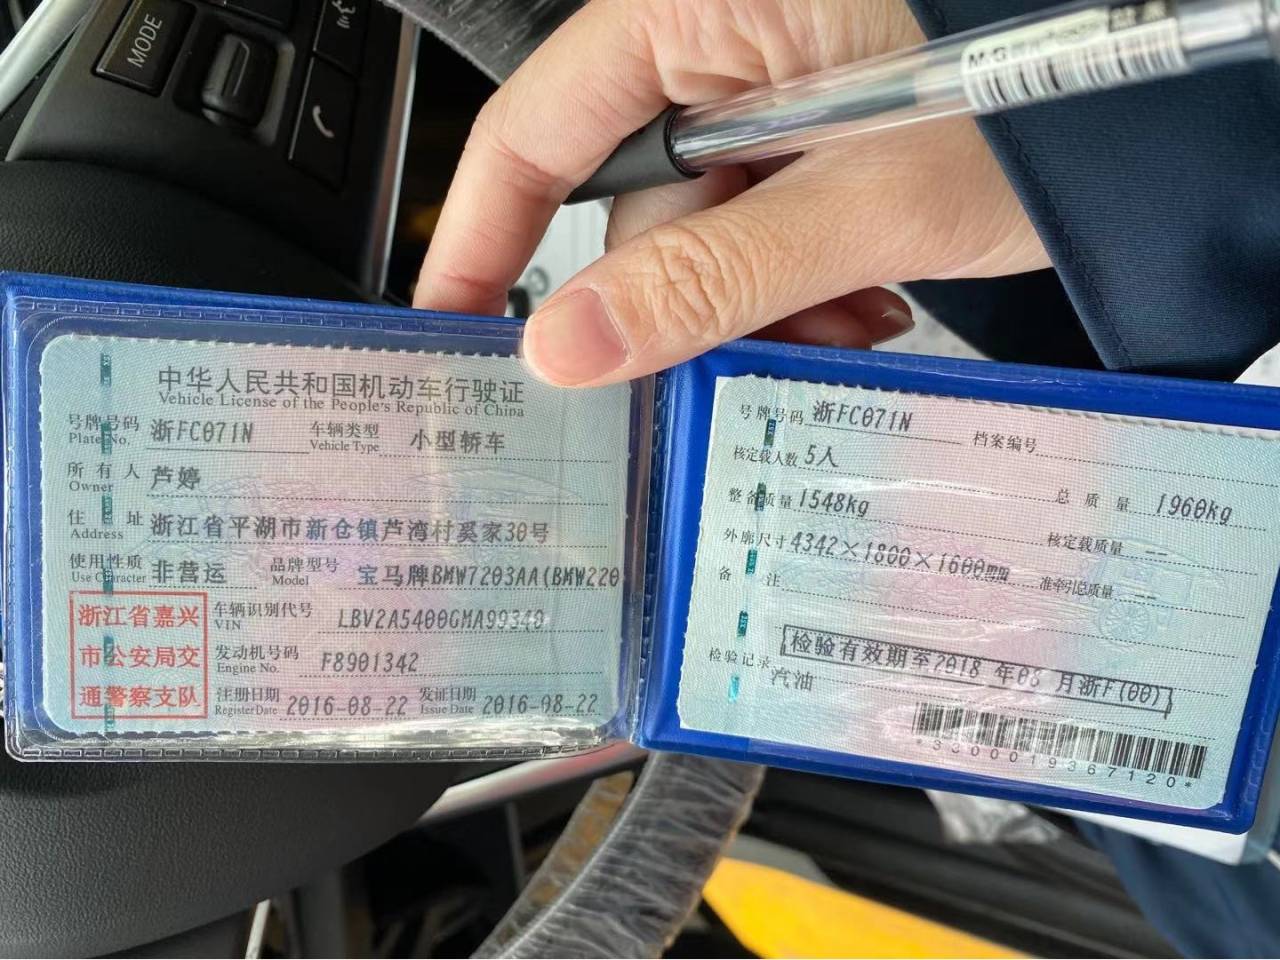 MODE
M&G
中华人民共和国机动车行驶证
Vehicle License of the People's Republic of China
号牌号码 浙FC071N 车辆类型 小型轿车
Plate No. Vehicle Type
所有人 芦婷
Owner
住址 浙江省平湖市新仓镇芦湾村奚家30号
Address
使用性质 非营运 品牌型号 宝马牌BMW7203AA(BMW220
Use Character Model
浙江省嘉兴
市公安局交
通警察支队
车辆识别代号 LBV2A5400GMA99340
VIN
发动机号码 F8901342
Engine No.
注册日期 2016-08-22 发证日期 2016-08-22
Register Date Issue Date
号牌号码 浙FC071N 档案编号
核定载人数 5人 总质量 1960kg
整备质量 1548kg 核定载质量 --
外廓尺寸 4342×1800×1600mm 准牵引总质量 --
备注
检验有效期至2018年08月浙F(00)
检验记录 汽油
*3300019367120*